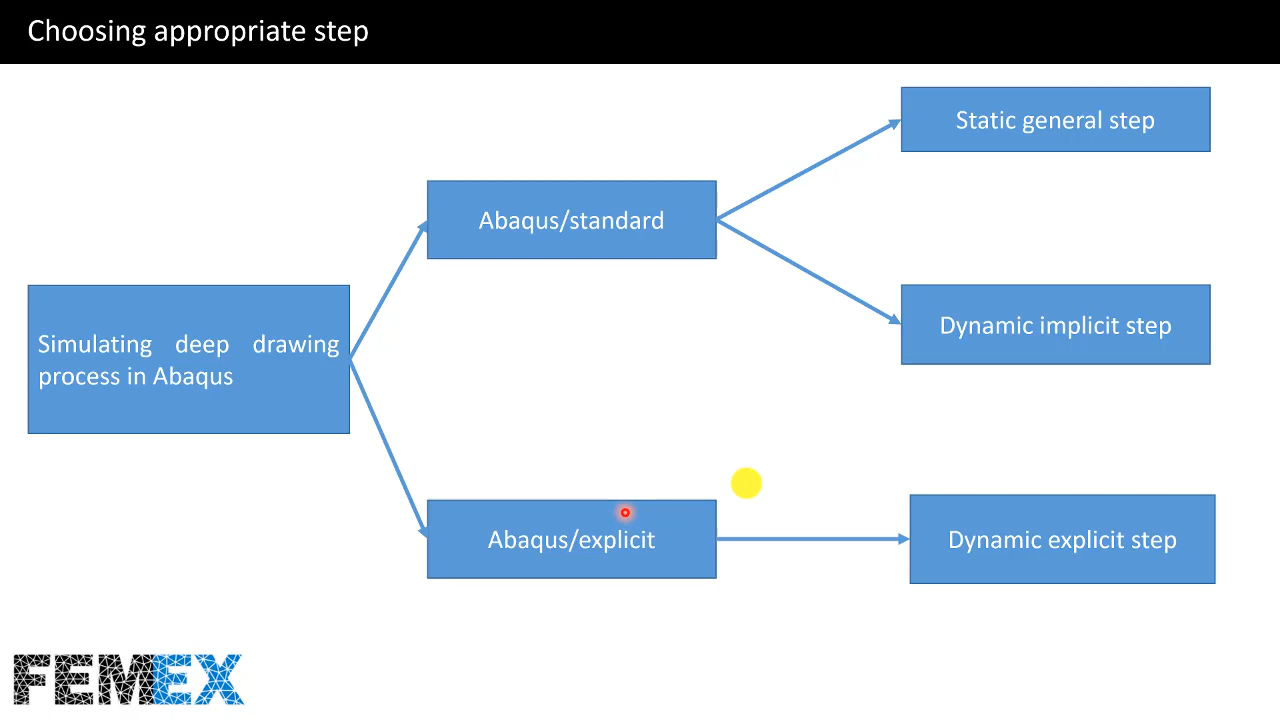 Choosing appropriate step
Static general step
Abaqus/standard
Dynamic implicit step
Simulating deep drawing
process in Abaqus
Abaqus/explicit
Dynamic explicit step
FEMEX